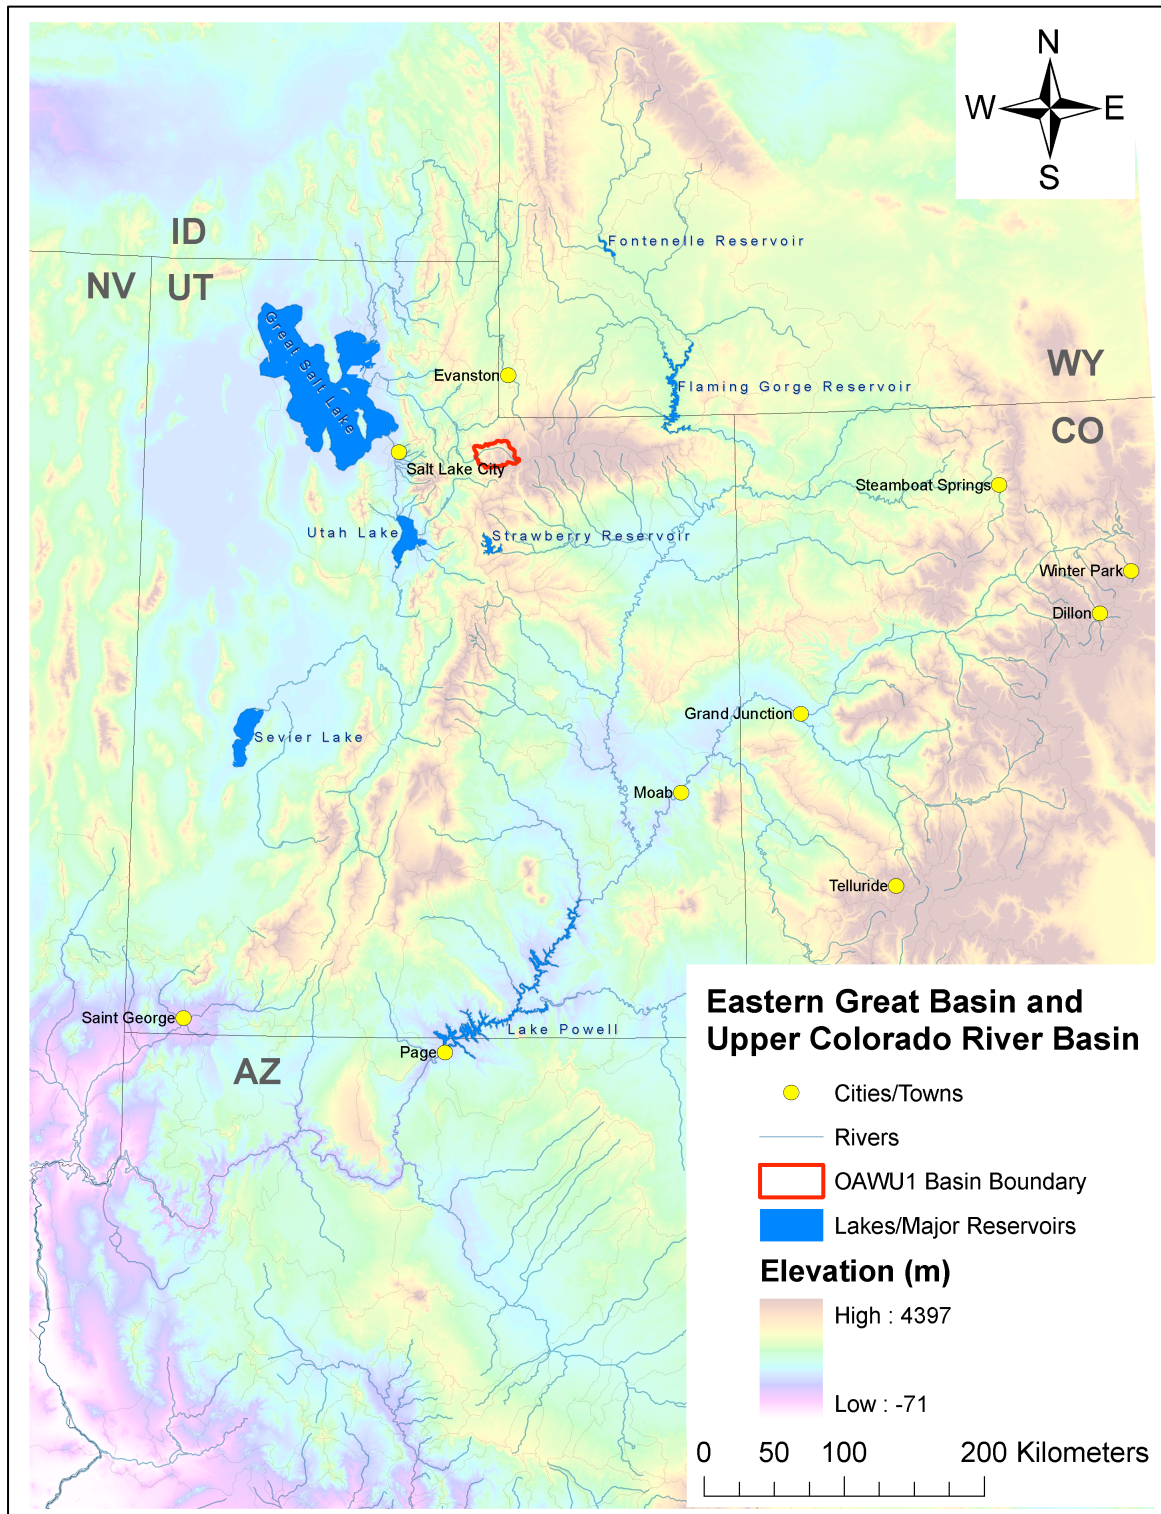 N
W E
S
ID
Fontenelle Reservoir
NV UT
Great Salt Lake
WY
Evanston
Flaming Gorge Reservoir
CO
Salt Lake City
Steamboat Springs
Utah Lake
Strawberry Reservoir
Winter Park
Dillon
Grand Junction
Sevier Lake
Moab
Telluride
Saint George
Lake Powell
Page
AZ
Eastern Great Basin and
Upper Colorado River Basin
Cities/Towns
Rivers
OAWU1 Basin Boundary
Lakes/Major Reservoirs
Elevation (m)
High : 4397
Low : -71
0 50 100 200 Kilometers